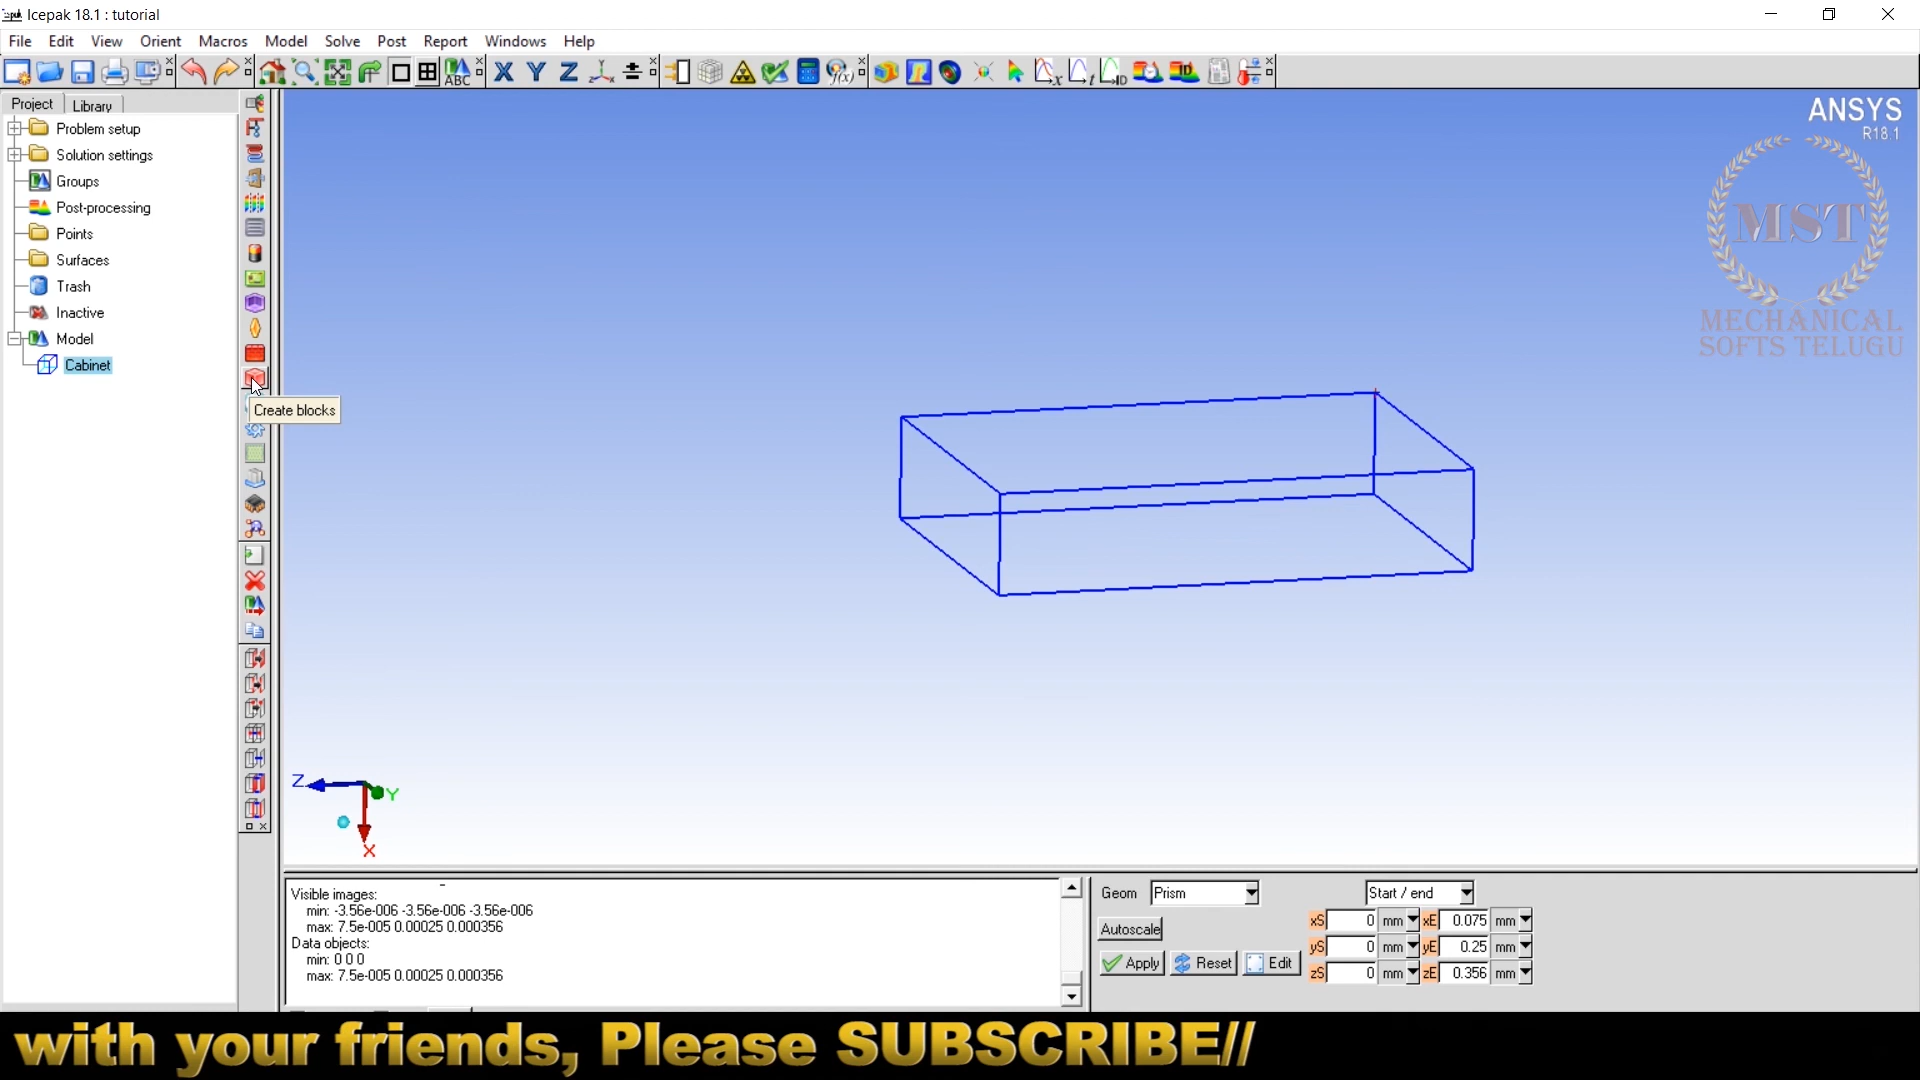 Icepak 18.1 : tutorial
File Edit View Orient Macros Model Solve Post Report Windows Help
ABC X Y Z
Project Library
Problem setup
Solution settings
Groups
Post-processing
Points
Surfaces
Trash
Inactive
Model
Cabinet
Create blocks
ANSYS
R18.1
MST
MECHANICAL
SOFTS TELUGU
Z
Y
X
Visible images:
min: -3.56e-006 -3.56e-006 -3.56e-006
max: 7.5e-005 0.00025 0.000356
Data objects:
min: 0 0 0
max: 7.5e-005 0.00025 0.000356
Geom Prism Start / end
Autoscale
Apply Reset Edit
xS 0 mm xE 0.075 mm
yS 0 mm yE 0.25 mm
zS 0 mm zE 0.356 mm
with your friends, Please SUBSCRIBE//